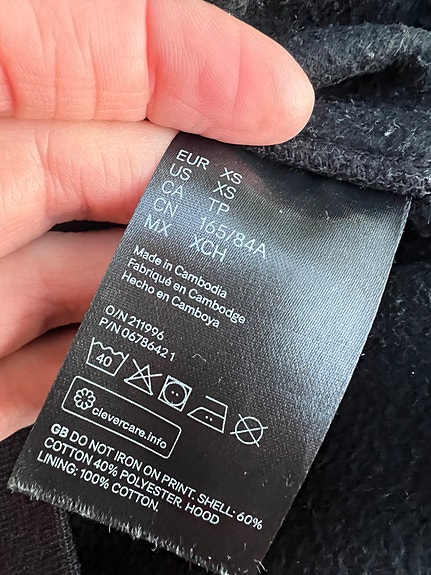 EUR XS
US XS
CA TP
CN 165/84A
MX XCH
Made in Cambodia
Fabriqué en Cambodge
Hecho en Camboya
O/N 211996
P/N 06786421
40
clevercare.info
GB DO NOT IRON ON PRINT. SHELL: 60%
COTTON 40% POLYESTER. HOOD
LINING: 100% COTTON.